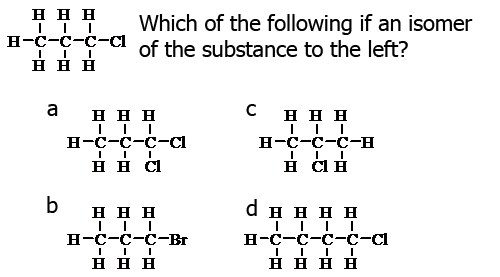 H H H
H-C-C-C-Cl
H H H
Which of the following if an isomer
of the substance to the left?
a
H H H
H-C-C-C-Cl
H H Cl
c
H H H
H-C-C-C-H
H Cl H
b
H H H
H-C-C-C-Br
H H H
d
H H H H
H-C-C-C-C-Cl
H H H H